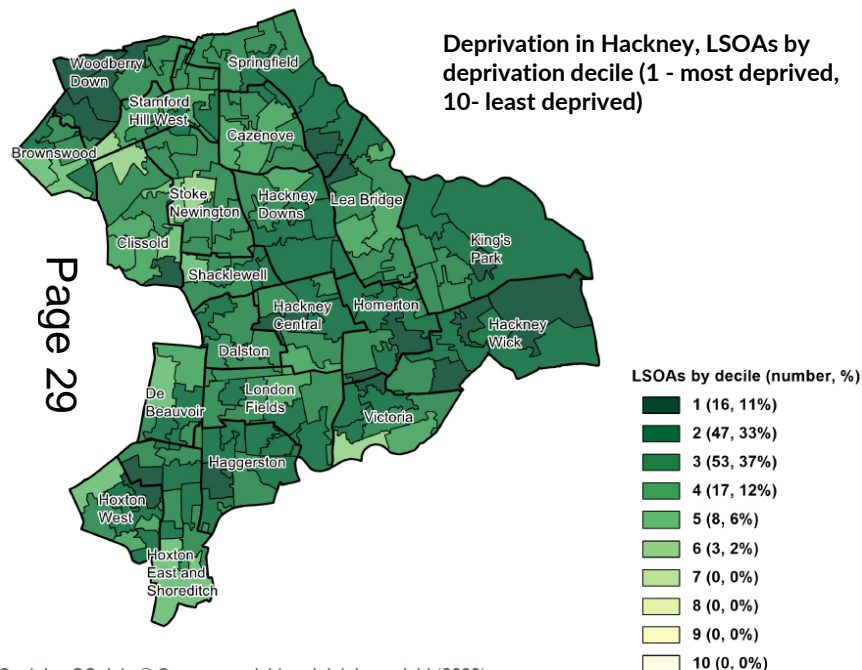 Deprivation in Hackney, LSOAs by
deprivation decile (1 - most deprived,
10- least deprived)
Woodberry
Down
Springfield
Stamford
Hill West
Cazenove
Brownswood
Stoke
Newington
Hackney
Downs
Lea Bridge
Clissold
King's
Park
Shacklewell
Hackney
Central
Homerton
Hackney
Wick
Dalston
De
Beauvoir
London
Fields
Victoria
Haggerston
Hoxton
West
Hoxton
East and
Shoreditch
Page 29
LSOAs by decile (number, %)
1 (16, 11%)
2 (47, 33%)
3 (53, 37%)
4 (17, 12%)
5 (8, 6%)
6 (3, 2%)
7 (0, 0%)
8 (0, 0%)
9 (0, 0%)
10 (0, 0%)